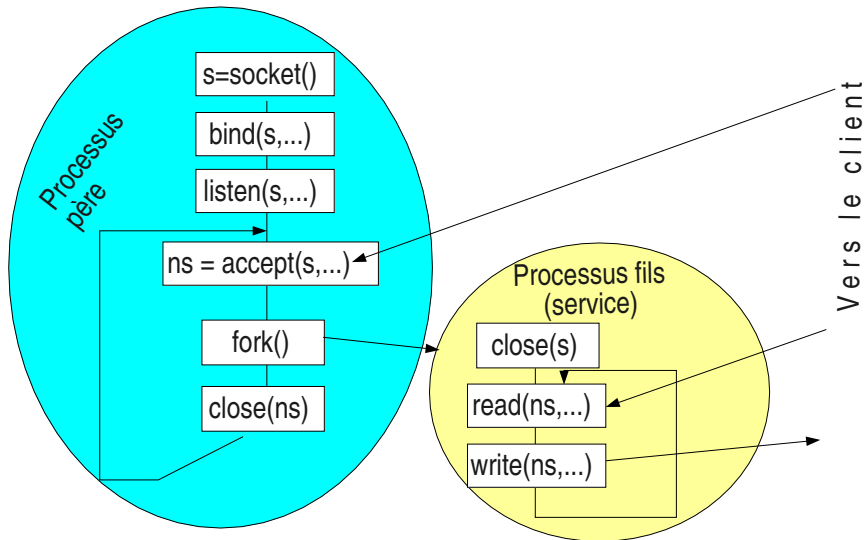 s=socket()
bind(s,...)
listen(s,...)
Processus
père
ns = accept(s,...)
fork()
close(ns)
Processus fils
(service)
close(s)
read(ns,...)
write(ns,...)
Vers le client